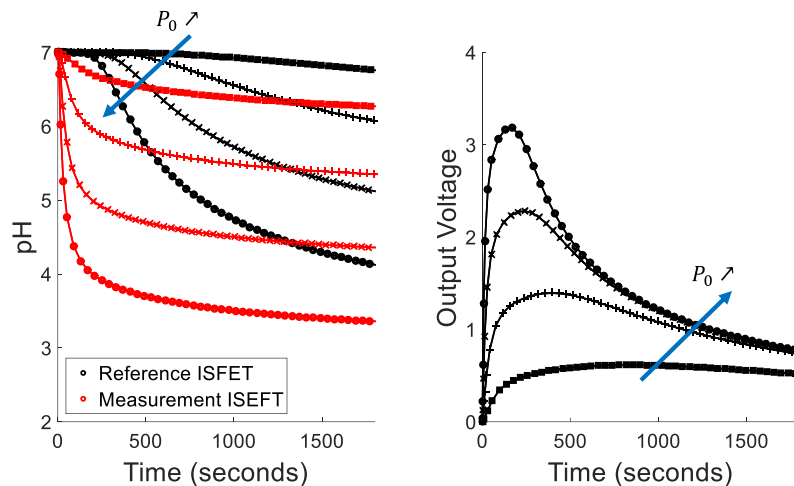 P₀ ↗
7
6
5
4
3
2
pH
0
500
1000
1500
Time (seconds)
Reference ISFET
Measurement ISEFT
4
3
2
1
0
Output Voltage
P₀ ↗
0
500
1000
1500
Time (seconds)